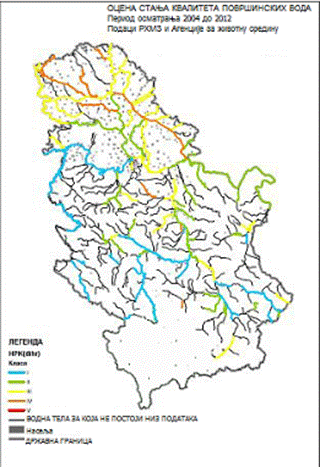 ОЦЕНА СТАЊА КВАЛИТЕТА ПОВРШИНСКИХ ВОДА
Период осматрања 2004 до 2012
Подаци РХМЗ и Агенције за животну средину
ЛЕГЕНДА
Класа
I
II
III
IV
V
ВОДНА ТЕЛА ЗА КОЈА НЕ ПОСТОЈИ НИЗ ПОДАТАКА
Насеља
ДРЖАВНА ГРАНИЦА